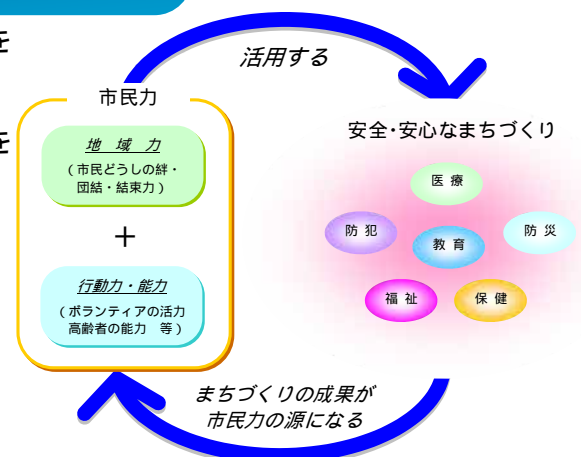 を
を
活用する
市民力
地 域 力
(市民どうしの絆・
団結・結束力)
+
行動力・能力
(ボランティアの活力
高齢者の能力 等)
安全・安心なまちづくり
医 療
防 犯
教 育
防 災
福 祉
保 健
まちづくりの成果が
市民力の源になる